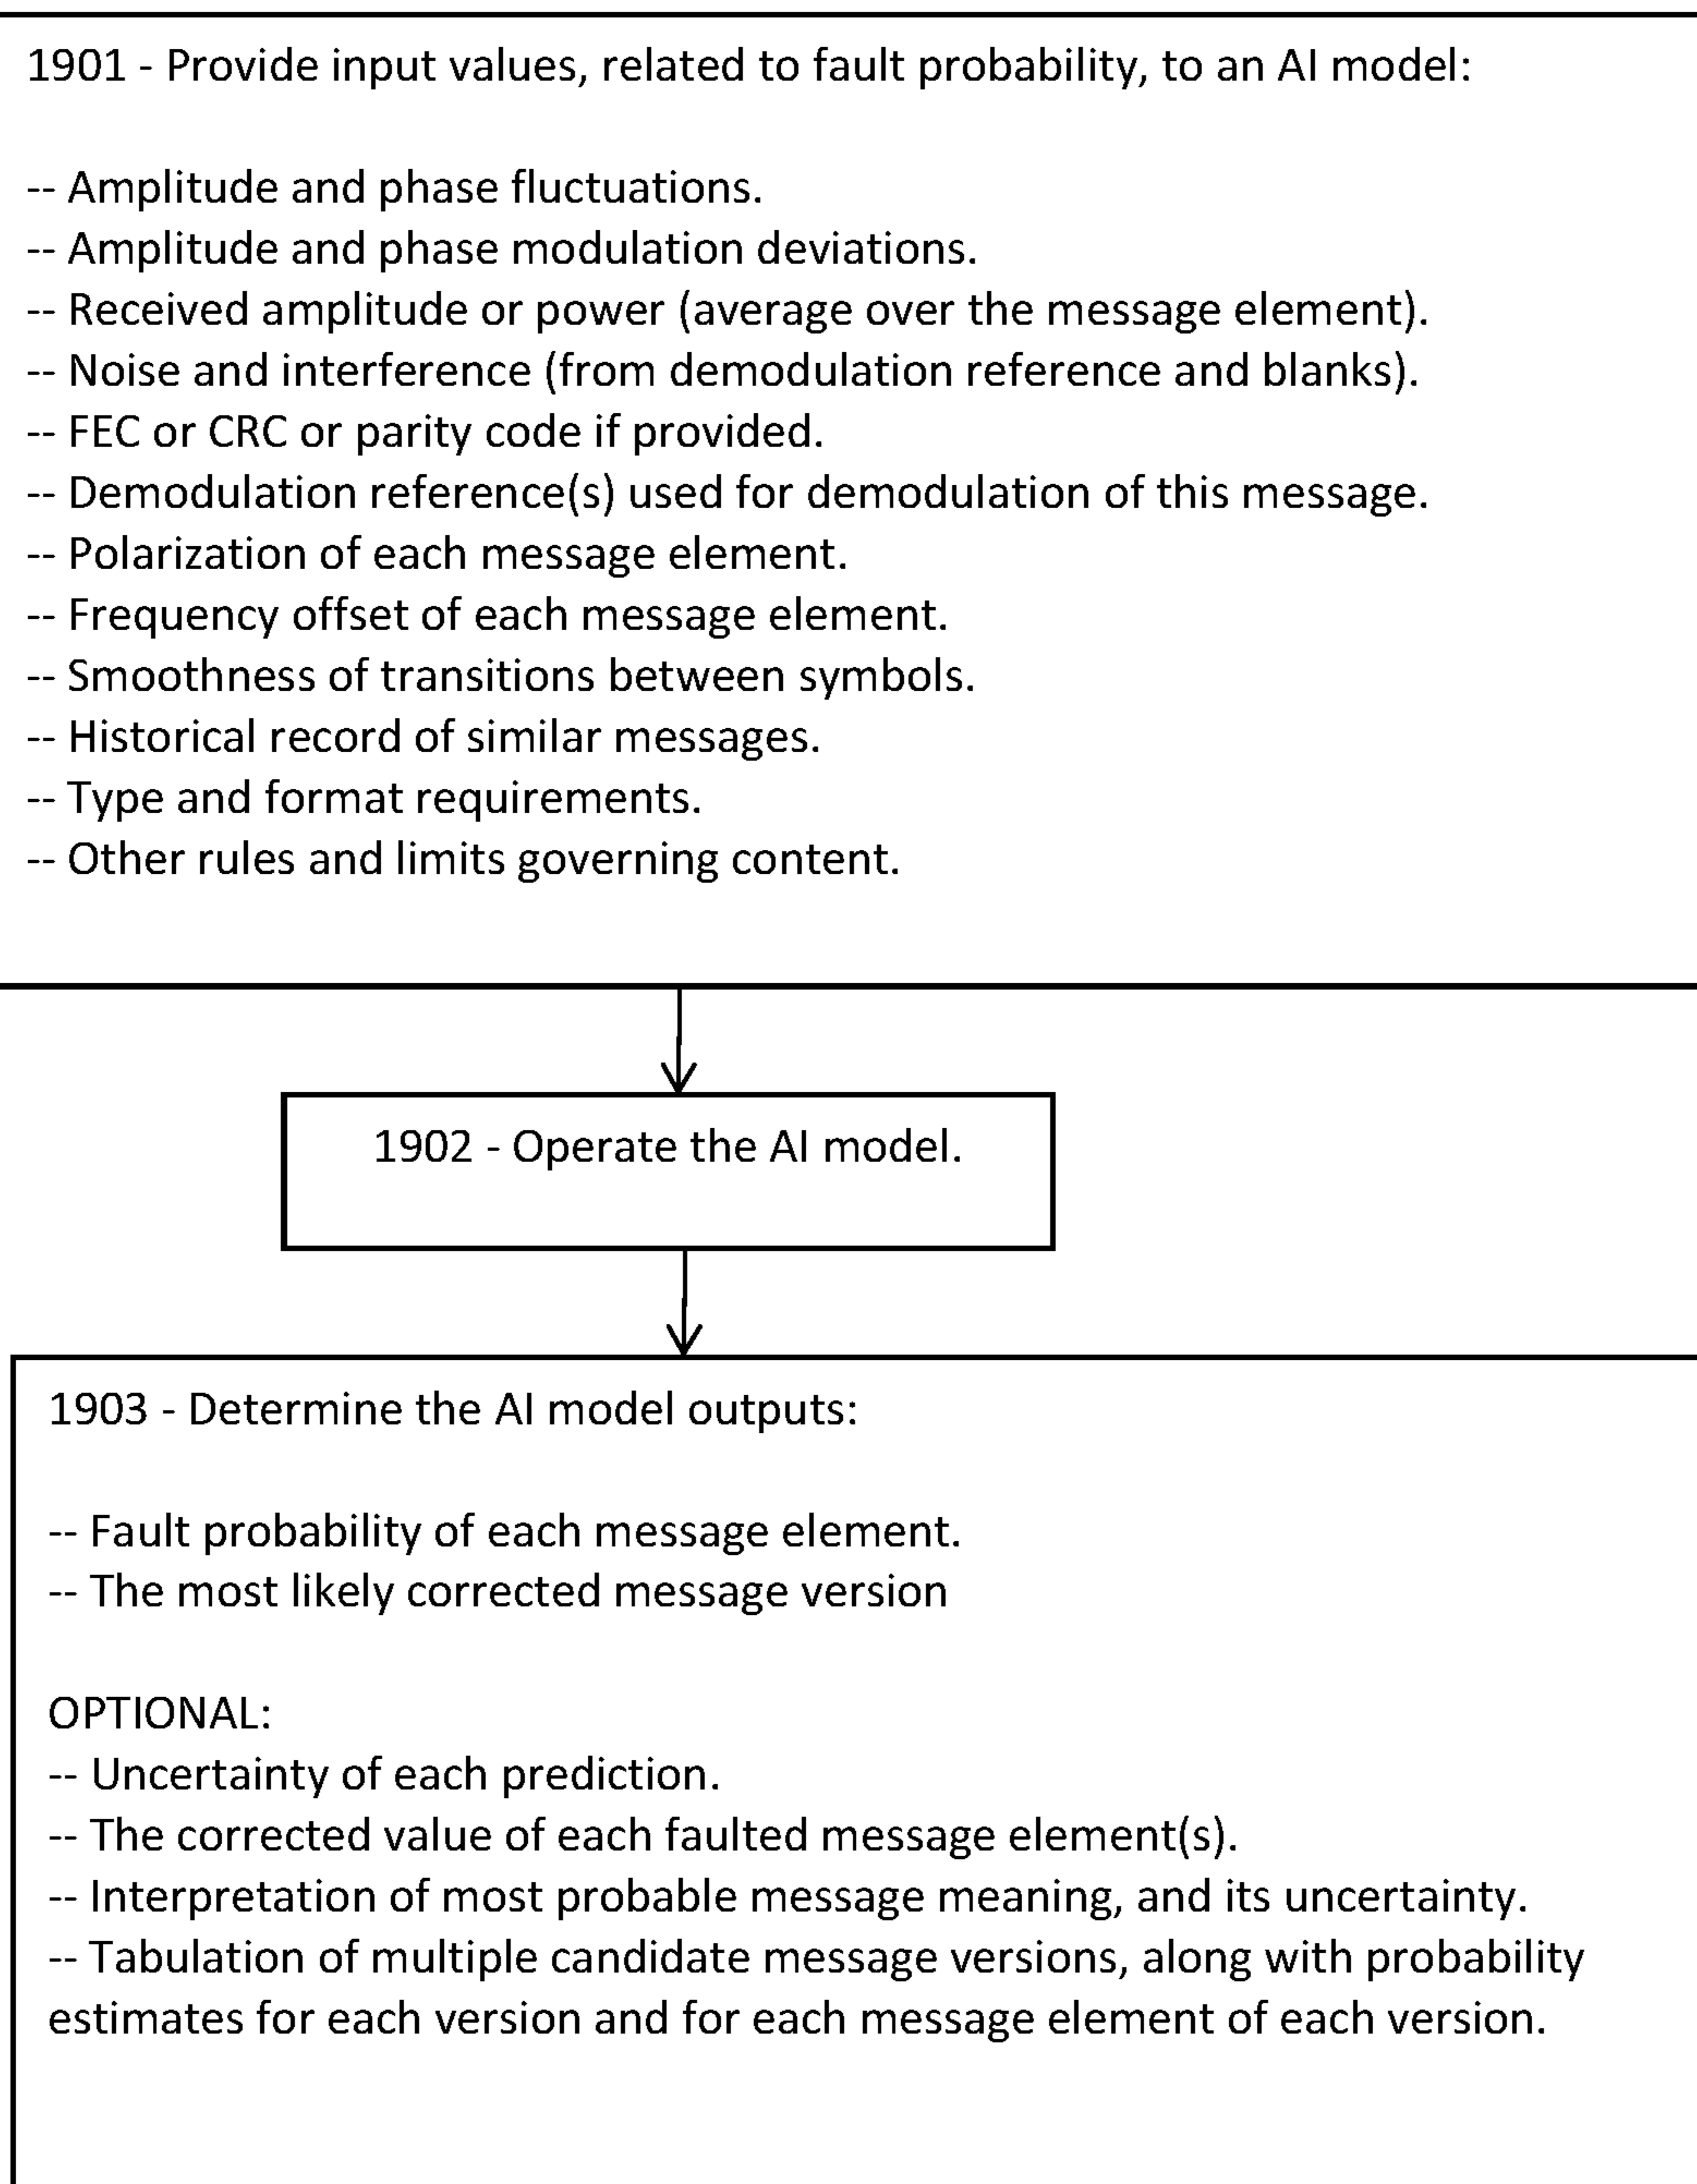 1901 - Provide input values, related to fault probability, to an AI model:
-- Amplitude and phase fluctuations.
-- Amplitude and phase modulation deviations.
-- Received amplitude or power (average over the message element).
-- Noise and interference (from demodulation reference and blanks).
-- FEC or CRC or parity code if provided.
-- Demodulation reference(s) used for demodulation of this message.
-- Polarization of each message element.
-- Frequency offset of each message element.
-- Smoothness of transitions between symbols.
-- Historical record of similar messages.
-- Type and format requirements.
-- Other rules and limits governing content.
1902 - Operate the AI model.
1903 - Determine the AI model outputs:
-- Fault probability of each message element.
-- The most likely corrected message version
OPTIONAL:
-- Uncertainty of each prediction.
-- The corrected value of each faulted message element(s).
-- Interpretation of most probable message meaning, and its uncertainty.
-- Tabulation of multiple candidate message versions, along with probability
estimates for each version and for each message element of each version.